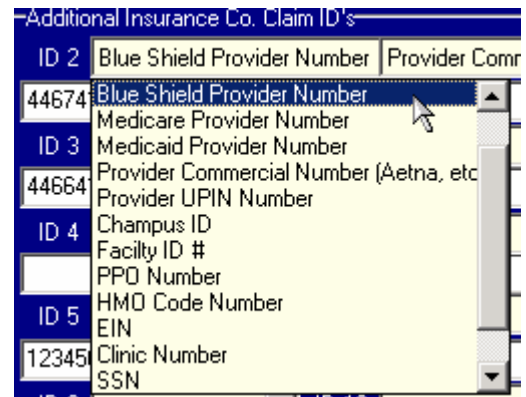 Additional Insurance Co. Claim ID's
ID 2 Blue Shield Provider Number Provider Comm
44674 Blue Shield Provider Number
Medicare Provider Number
ID 3 Medicaid Provider Number
Provider Commercial Number (Aetna, etc
44664 Provider UPIN Number
ID 4 Champus ID
Facilty ID #
PPO Number
ID 5 HMO Code Number
EIN
12345 Clinic Number
SSN